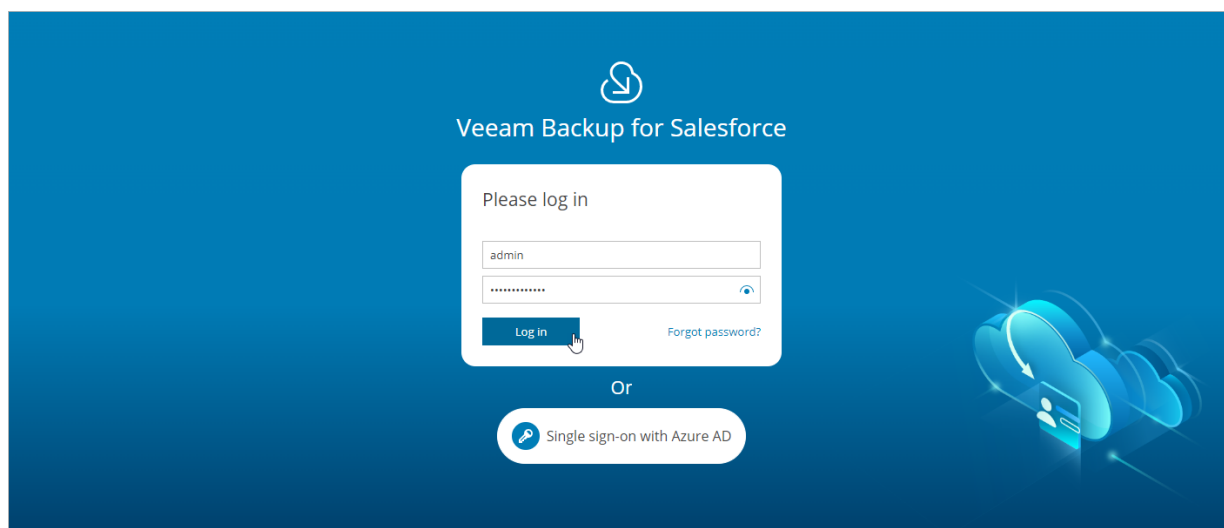 Veeam Backup for Salesforce
Please log in
admin
•••••••••••••
Log in
Forgot password?
Or
Single sign-on with Azure AD